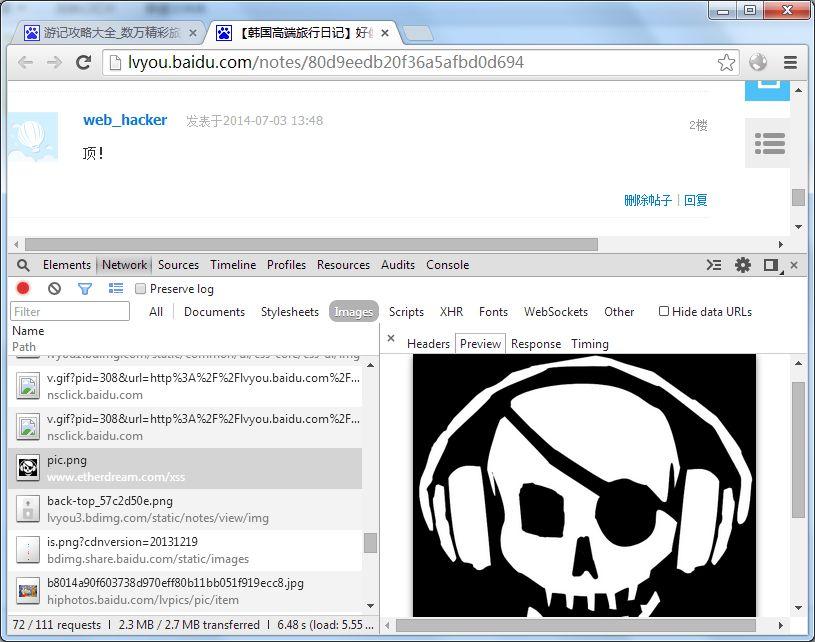 游记攻略大全_数万精彩旅
【韩国高端旅行日记】好
lvyou.baidu.com/notes/80d9eedb20f36a5afbd0d694
web_hacker 发表于2014-07-03 13:48 2楼
顶！
删除帖子 | 回复
Elements Network Sources Timeline Profiles Resources Audits Console
Preserve log
Filter All Documents Stylesheets Images Scripts XHR Fonts WebSockets Other Hide data URLs
Name
Path
Headers Preview Response Timing
v.gif?pid=308&url=http%3A%2F%2Flvyou.baidu.com%2F...
nsclick.baidu.com
v.gif?pid=308&url=http%3A%2F%2Flvyou.baidu.com%2F...
nsclick.baidu.com
pic.png
www.etherdream.com/xss
back-top_57c2d50e.png
lvyou3.bdimg.com/static/notes/view/img
is.png?cdnversion=20131219
bdimg.share.baidu.com/static/images
b8014a90f603738d970eff80b11bb051f919ecc8.jpg
hiphotos.baidu.com/lvpics/pic/item
72 / 111 requests | 2.3 MB / 2.7 MB transferred | 6.48 s (load: 5.55 ...